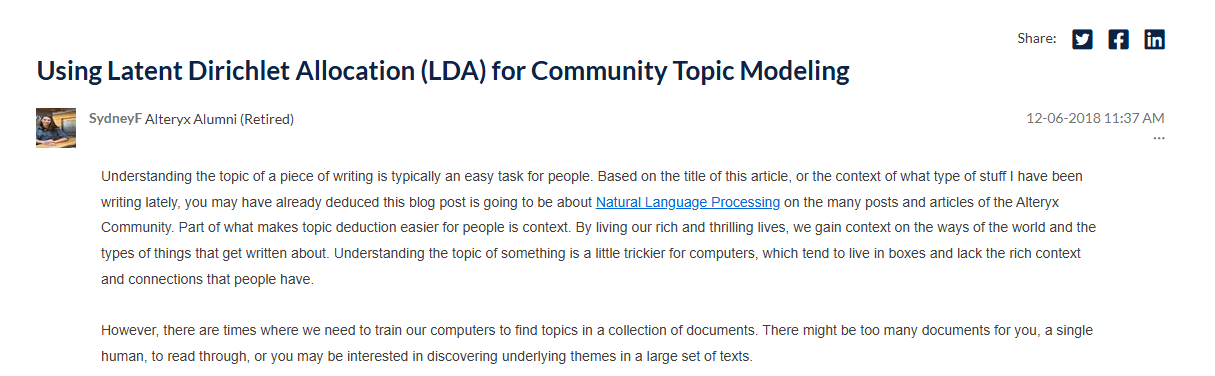 Share:
Using Latent Dirichlet Allocation (LDA) for Community Topic Modeling
SydneyF Alteryx Alumni (Retired)
12-06-2018 11:37 AM
...
Understanding the topic of a piece of writing is typically an easy task for people. Based on the title of this article, or the context of what type of stuff I have been
writing lately, you may have already deduced this blog post is going to be about Natural Language Processing on the many posts and articles of the Alteryx
Community. Part of what makes topic deduction easier for people is context. By living our rich and thrilling lives, we gain context on the ways of the world and the
types of things that get written about. Understanding the topic of something is a little trickier for computers, which tend to live in boxes and lack the rich context
and connections that people have.
However, there are times where we need to train our computers to find topics in a collection of documents. There might be too many documents for you, a single
human, to read through, or you may be interested in discovering underlying themes in a large set of texts.